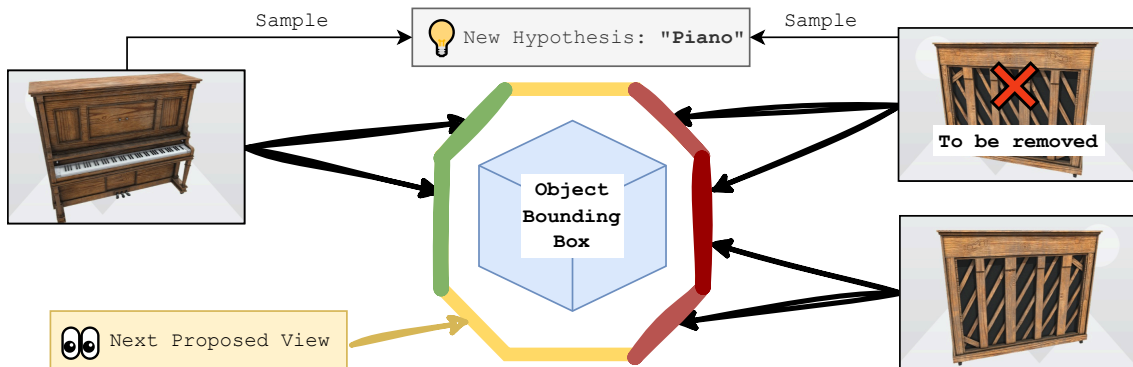 Sample
Sample
New Hypothesis: "Piano"
To be removed
Object
Bounding
Box
Next Proposed View